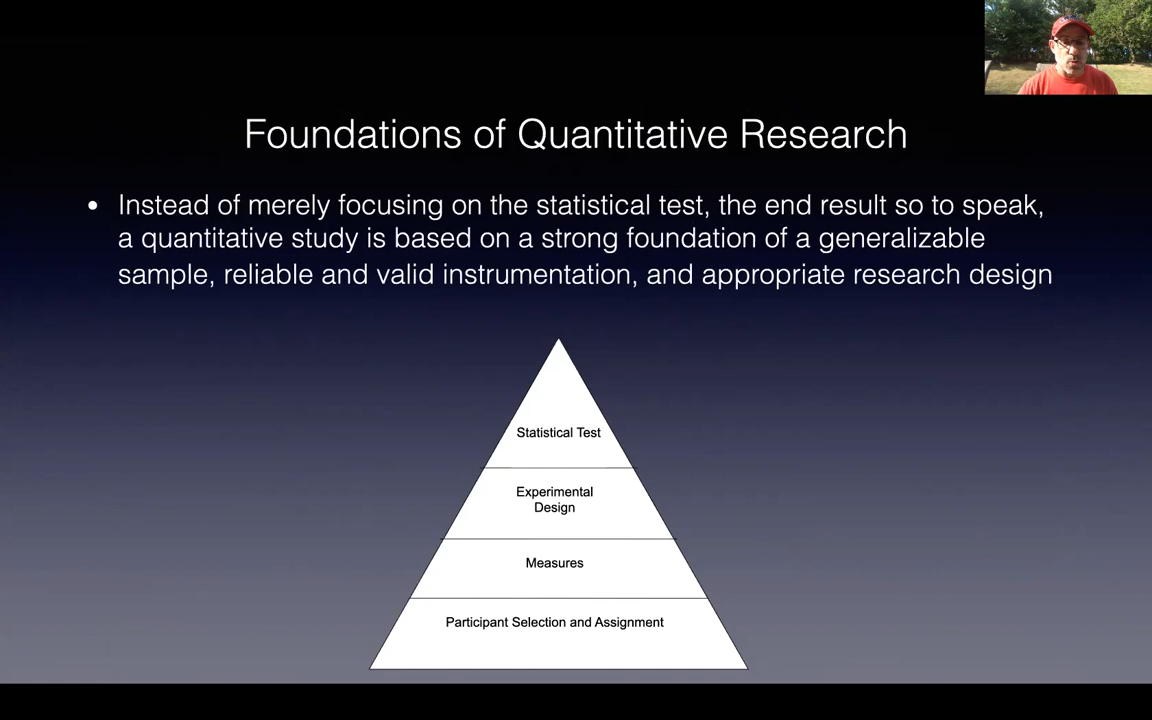 Foundations of Quantitative Research
• Instead of merely focusing on the statistical test, the end result so to speak,
a quantitative study is based on a strong foundation of a generalizable
sample, reliable and valid instrumentation, and appropriate research design
Statistical Test
Experimental
Design
Measures
Participant Selection and Assignment